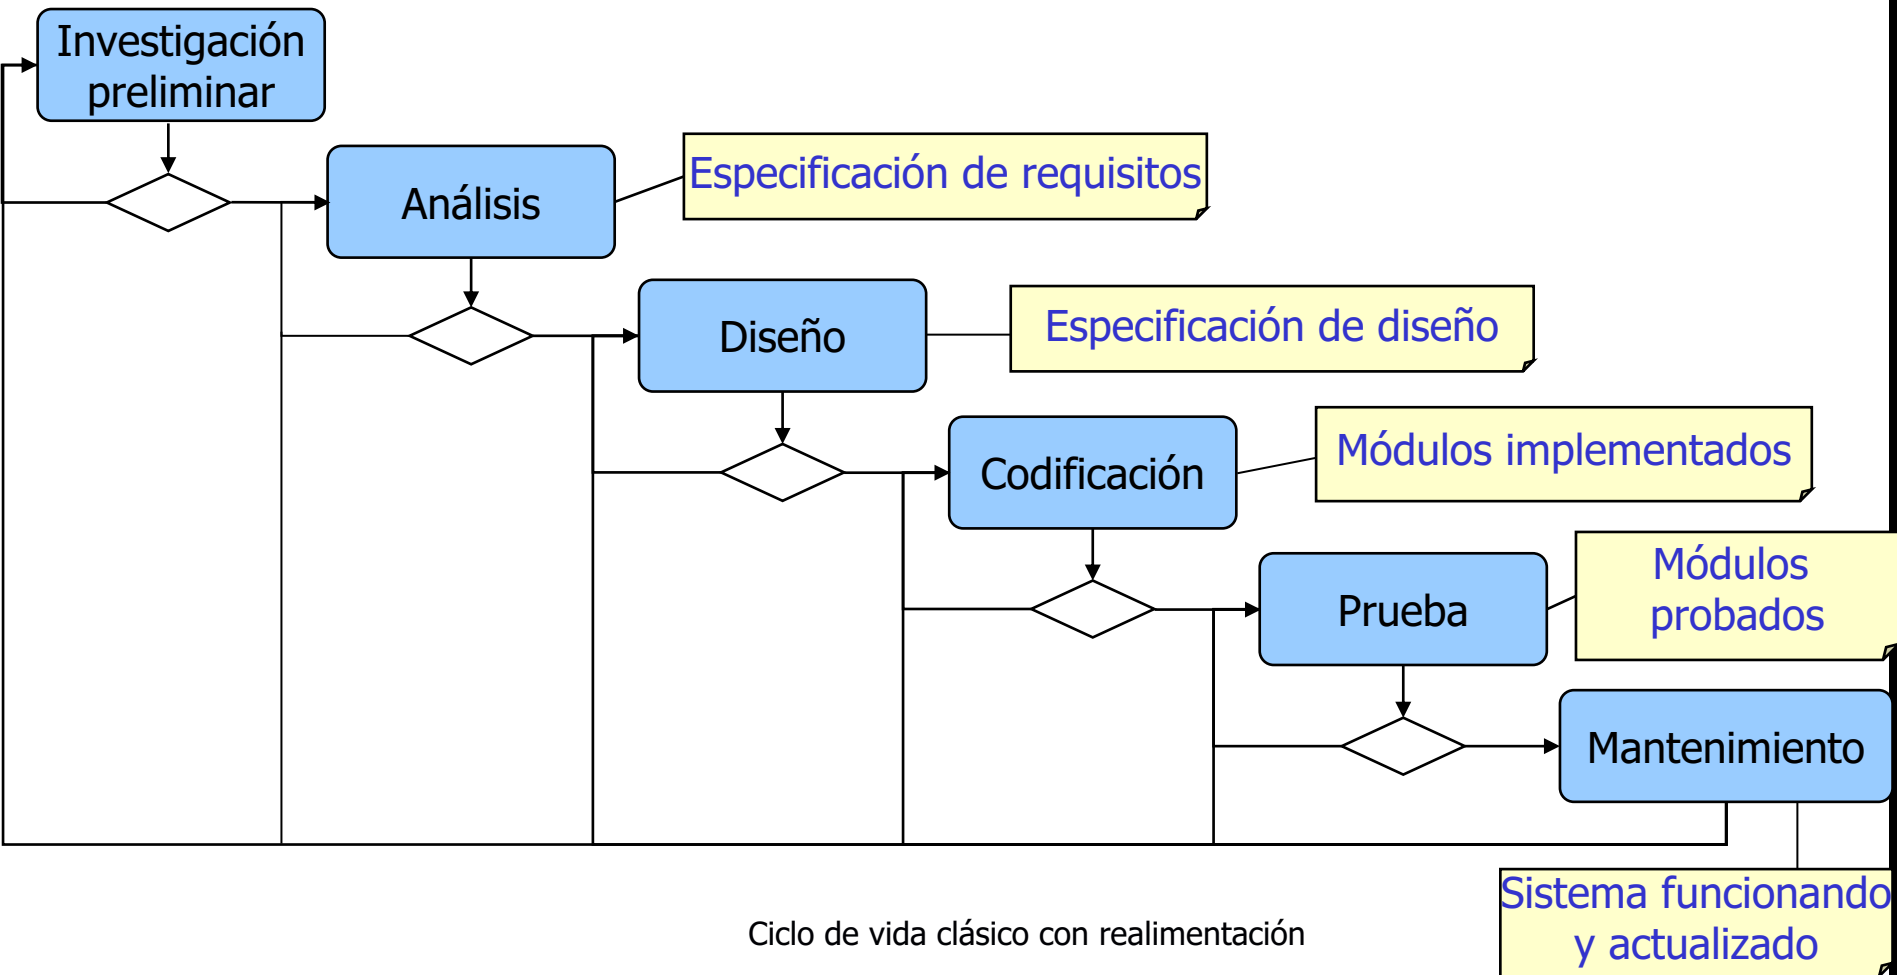 Investigación
preliminar
Análisis
Especificación de requisitos
Diseño
Especificación de diseño
Codificación
Módulos implementados
Prueba
Módulos
probados
Mantenimiento
Sistema funcionando
y actualizado
Ciclo de vida clásico con realimentación